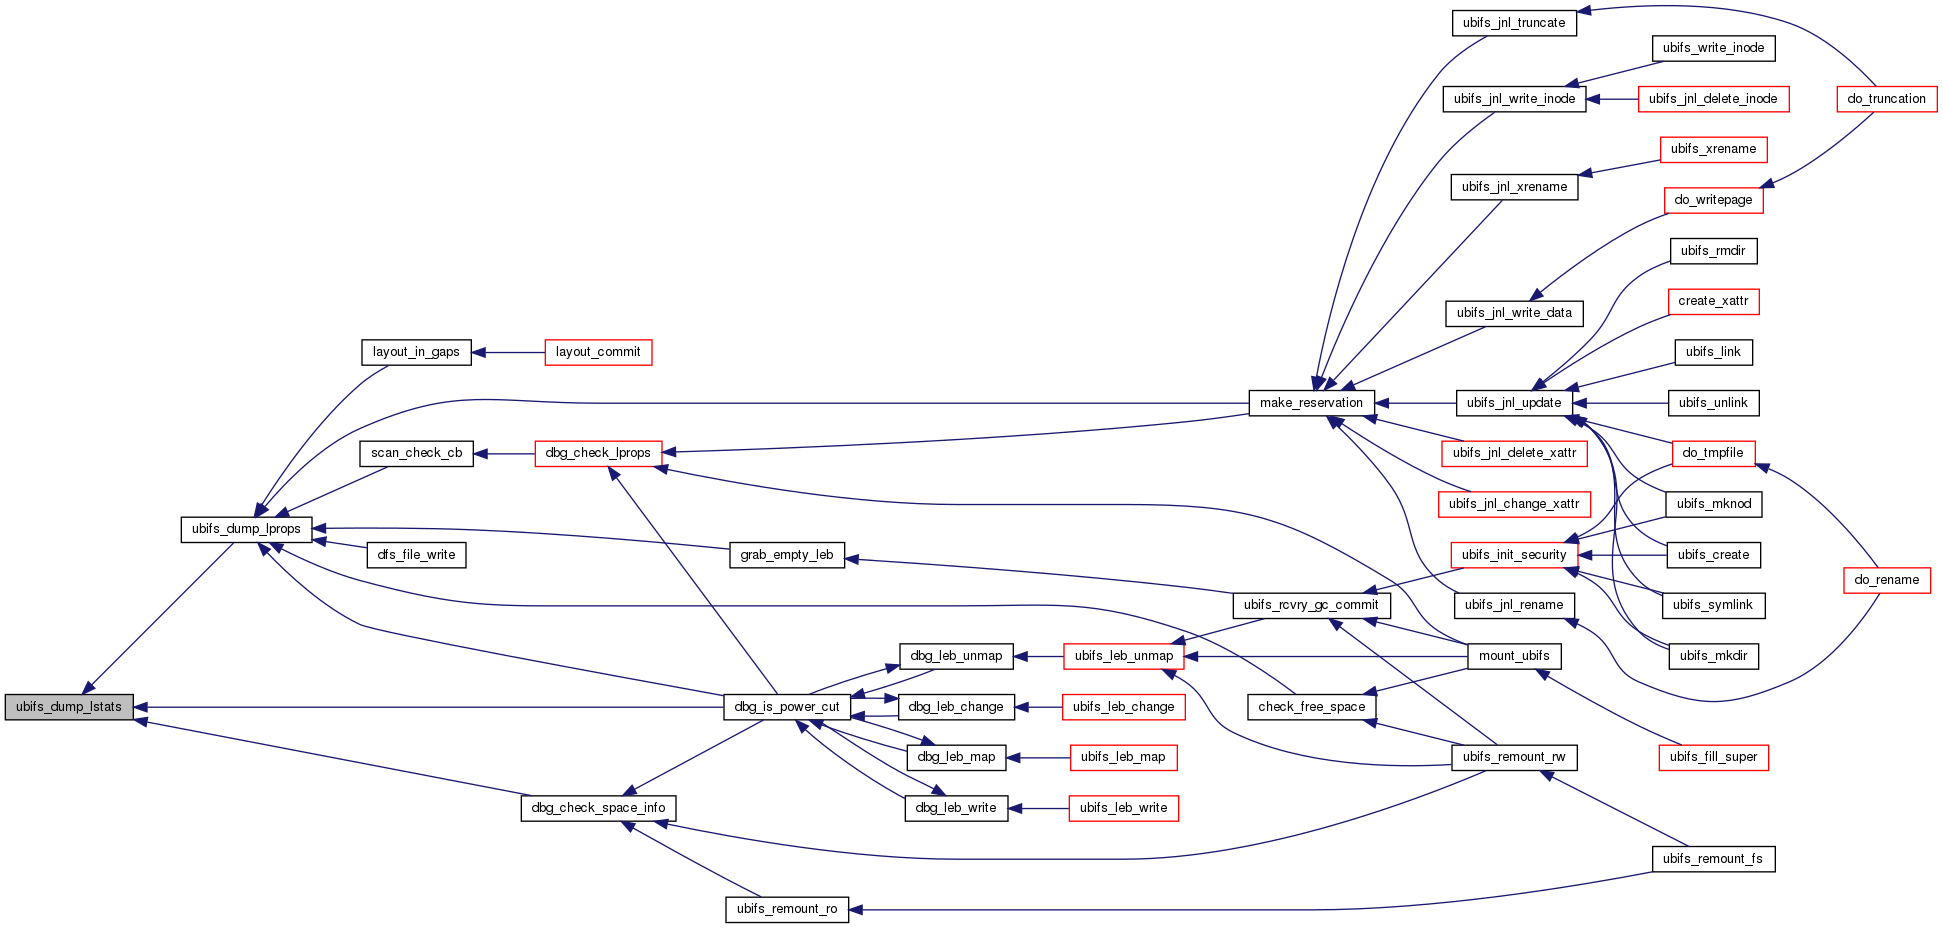 ubifs_jnl_truncate
ubifs_write_inode
ubifs_jnl_write_inode
ubifs_jnl_delete_inode
do_truncation
ubifs_xrename
ubifs_jnl_xrename
do_writepage
ubifs_rmdir
create_xattr
ubifs_jnl_write_data
layout_in_gaps
layout_commit
ubifs_link
make_reservation
ubifs_jnl_update
ubifs_unlink
scan_check_cb
dbg_check_lprops
ubifs_jnl_delete_xattr
do_tmpfile
ubifs_jnl_change_xattr
ubifs_mknod
ubifs_dump_lprops
dfs_file_write
grab_empty_leb
ubifs_init_security
ubifs_create
do_rename
ubifs_rcvry_gc_commit
ubifs_jnl_rename
ubifs_symlink
dbg_leb_unmap
ubifs_leb_unmap
mount_ubifs
ubifs_mkdir
ubifs_dump_lstats
dbg_is_power_cut
dbg_leb_change
ubifs_leb_change
check_free_space
dbg_leb_map
ubifs_leb_map
ubifs_remount_rw
ubifs_fill_super
dbg_check_space_info
dbg_leb_write
ubifs_leb_write
ubifs_remount_fs
ubifs_remount_ro